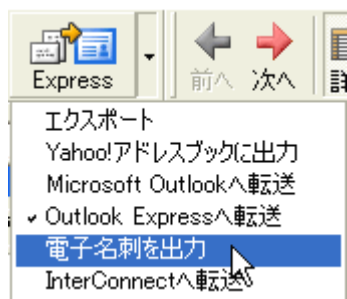 Express
前へ 次へ 詳
エクスポート
Yahoo!アドレスブックに出力
Microsoft Outlookへ転送
Outlook Expressへ転送
電子名刺を出力
InterConnectへ転送